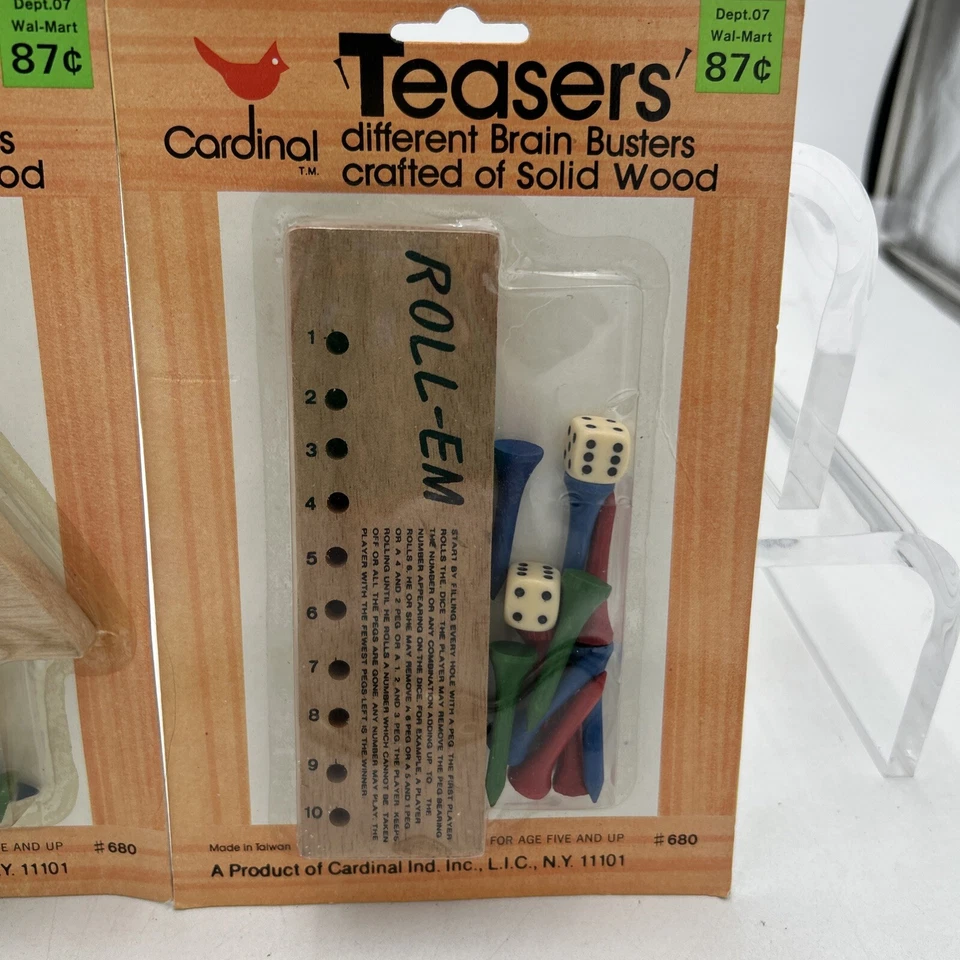 Dept.07
Wal-Mart
87¢
s
od
E AND UP
#680
Y. 11101
Dept.07
Wal-Mart
87¢
Cardinal
T.M.
'Teasers'
different Brain Busters
crafted of Solid Wood
ROLL-EM
1
2
3
4
5
6
7
8
9
10
START BY FILLING EVERY HOLE WITH A PEG. THE FIRST PLAYER
ROLLS THE. DICE THE PLAYER MAY REMOVE THE PEG BEARING
THE NUMBER OR ANY COMBINATION ADDING UP TO THE
NUMBER APPEARING ON THE DICE. FOR EXAMPLE, A PLAYER
ROLLS 6. HE OR SHE MAY REMOVE A 6 PEG OR A 5 AND 1 PEG
OR A 4 AND 2 PEG OR A 1, 2 AND 3 PEG. THE PLAYER KEEPS
ROLLING UNTIL HE ROLLS A NUMBER WHICH CANNOT BE TAKEN
OFF OR ALL THE PEGS ARE GONE. ANY NUMBER MAY PLAY. THE
PLAYER WITH THE FEWEST PEGS LEFT IS THE WINNER.
Made in Taiwan
FOR AGE FIVE AND UP
#680
A Product of Cardinal Ind. Inc., L.I.C., N.Y. 11101